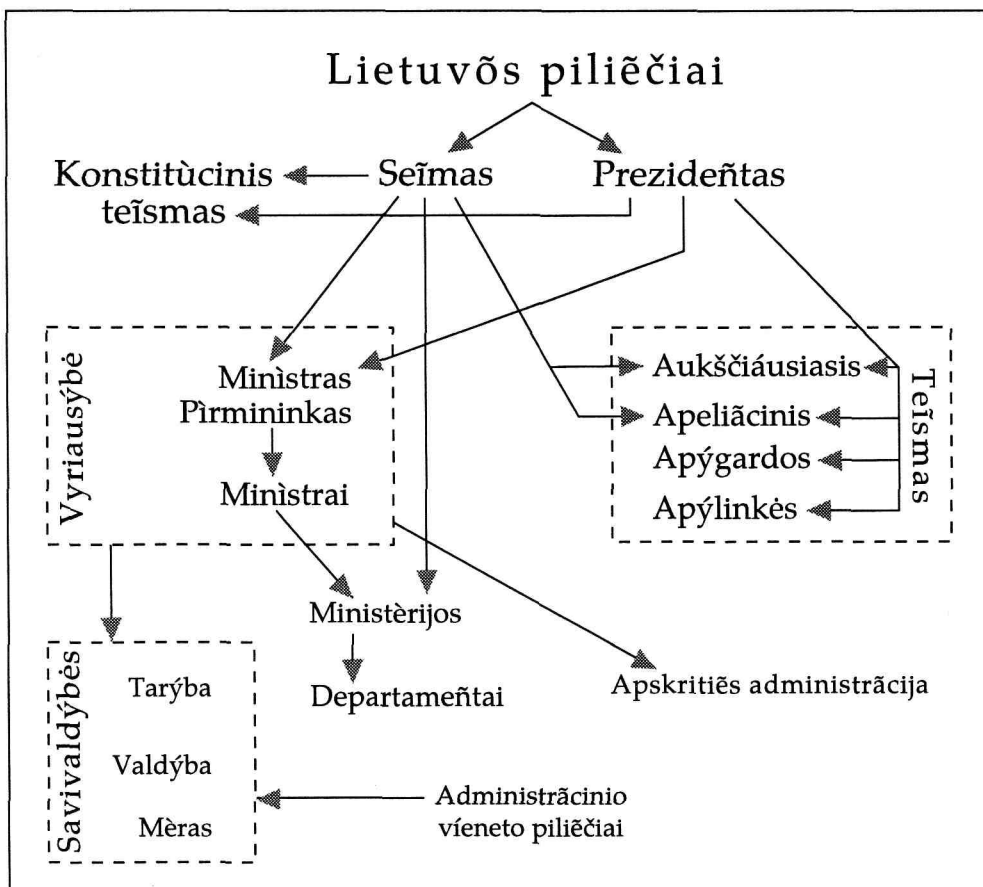 Lietuvõs piliẽčiai
Konstitùcinis
teĩsmas
Seĩmas
Prezideñtas
Vyriausýbė
Minìstras
Pìrmininkas
Minìstrai
Aukščiáusiasis
Apeliãcinis
Apýgardos
Apýlinkės
Teĩsmas
Ministèrijos
Departameñtai
Apskritiẽs administrãcija
Savivaldýbės
Tarýba
Valdýba
Mèras
Administrãcinio
víeneto piliẽčiai